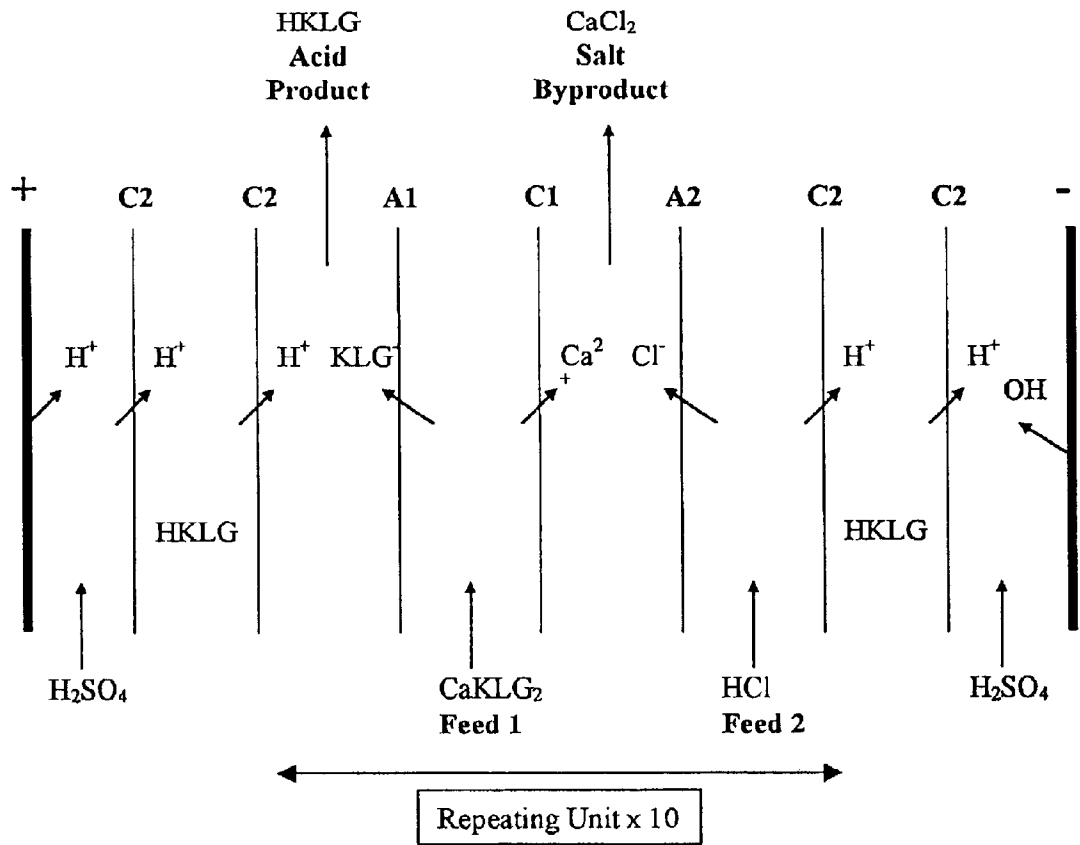 HKLG
Acid
Product
CaCl₂
Salt
Byproduct
+ C2 C2 A1 C1 A2 C2 C2 -
H⁺ H⁺ H⁺ KLG⁻ Ca²⁺ Cl⁻ H⁺ H⁺ OH
HKLG HKLG
H₂SO₄
CaKLG₂
Feed 1
HCl
Feed 2
H₂SO₄
Repeating Unit x 10